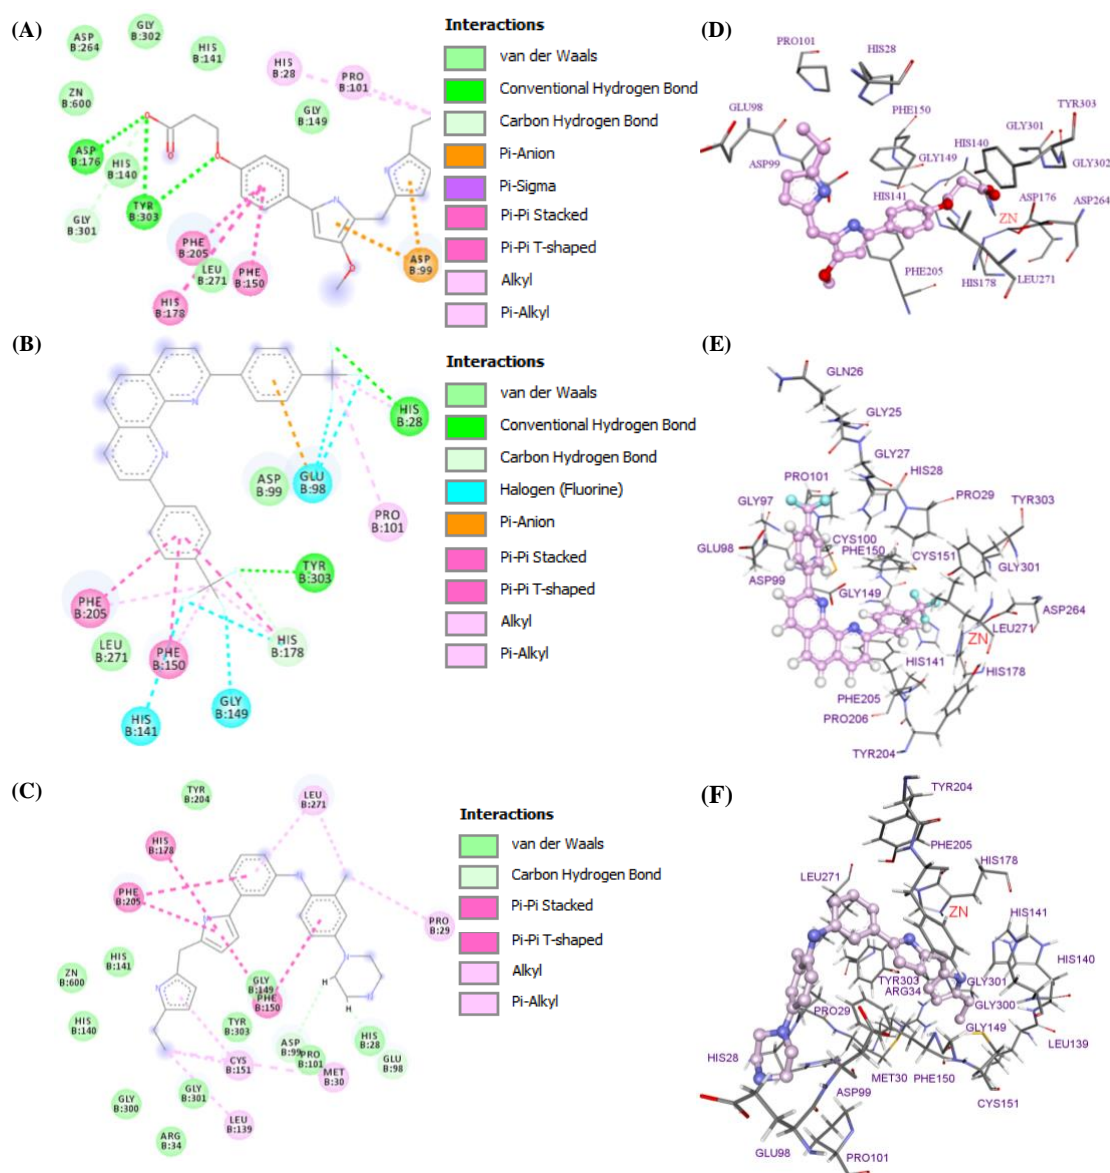 (A)
ASP
B:264
GLY
B:302
HIS
B:141
ZN
B:600
HIS
B:28
PRO
B:101
GLY
B:149
ASP
B:176
HIS
B:140
TYR
B:303
GLY
B:301
PHE
B:205
LEU
B:271
PHE
B:150
HIS
B:178
ASP
B:99
Interactions
van der Waals
Conventional Hydrogen Bond
Carbon Hydrogen Bond
Pi-Anion
Pi-Sigma
Pi-Pi Stacked
Pi-Pi T-shaped
Alkyl
Pi-Alkyl
(D)
PRO101
HIS28
GLU98
PHE150
TYR303
GLY301
HIS140
ASP99
GLY149
GLY302
HIS141
ASP176
ASP264
ZN
PHE205
HIS178
LEU271
(B)
N
N
HIS
B:28
ASP
B:99
GLU
B:98
PRO
B:101
TYR
B:303
PHE
B:205
LEU
B:271
PHE
B:150
HIS
B:178
GLY
B:149
HIS
B:141
Interactions
van der Waals
Conventional Hydrogen Bond
Carbon Hydrogen Bond
Halogen (Fluorine)
Pi-Anion
Pi-Pi Stacked
Pi-Pi T-shaped
Alkyl
Pi-Alkyl
(E)
GLN26
GLY25
GLY27
HIS28
PRO101
PRO29
GLY97
TYR303
CYS100
GLU98
PHE150
CYS151
GLY301
ASP99
GLY149
ASP264
LEU271
ZN
HIS141
HIS178
PHE205
PRO206
TYR204
(C)
TYR
B:204
LEU
B:271
HIS
B:178
PHE
B:205
PRO
B:29
HIS
B:141
ZN
B:600
GLY
B:149
PHE
B:150
H
H
HIS
B:140
TYR
B:303
ASP
B:99
PRO
B:101
HIS
B:28
GLU
B:98
CYS
B:151
MET
B:30
GLY
B:300
GLY
B:301
LEU
B:139
ARG
B:34
Interactions
van der Waals
Carbon Hydrogen Bond
Pi-Pi Stacked
Pi-Pi T-shaped
Alkyl
Pi-Alkyl
(F)
TYR204
PHE205
HIS178
LEU271
ZN
HIS141
HIS140
TYR303
GLY301
ARG34
GLY300
PRO29
GLY149
LEU139
HIS28
MET30
PHE150
ASP99
CYS151
GLU98
PRO101